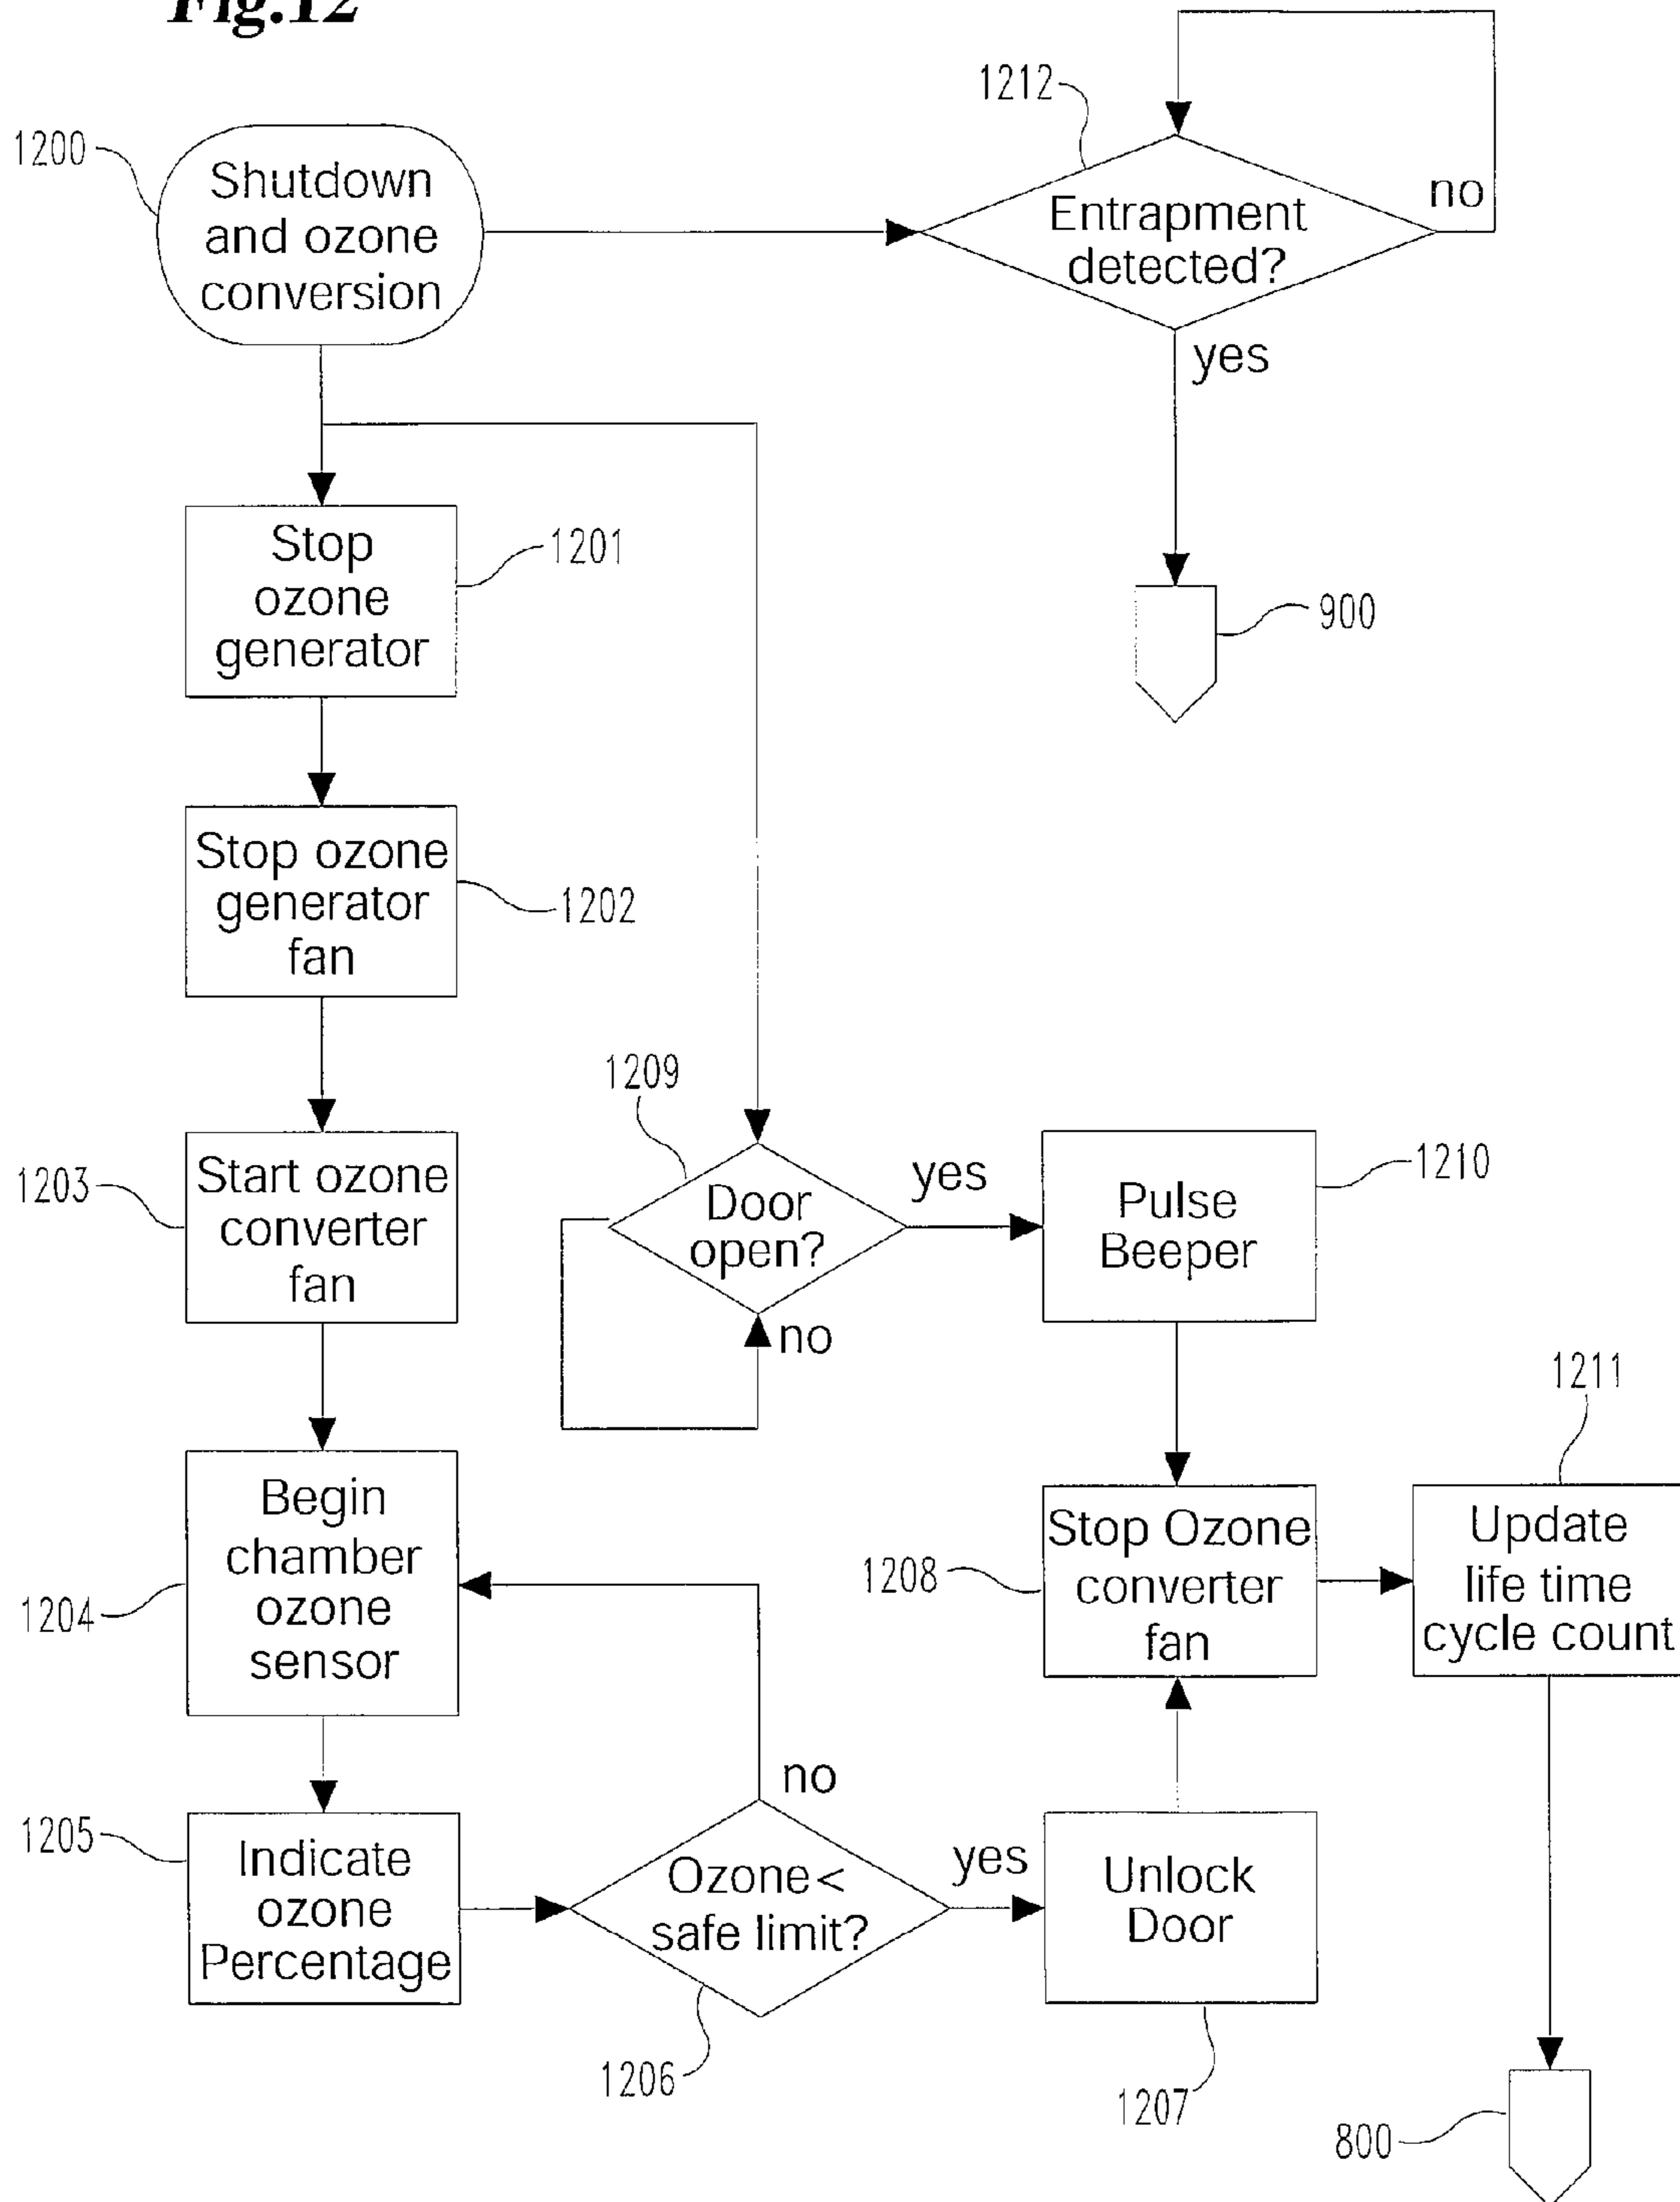 Fig.12
1200
Shutdown
and ozone
conversion
1212
Entrapment
detected?
no
yes
900
Stop
ozone
generator
1201
Stop ozone
generator
fan
1202
1203
Start ozone
converter
fan
1209
Door
open?
yes
no
Pulse
Beeper
1210
1204
Begin
chamber
ozone
sensor
1208
Stop Ozone
converter
fan
1211
Update
life time
cycle count
1205
Indicate
ozone
Percentage
no
Ozone<
safe limit?
yes
1206
Unlock
Door
1207
800